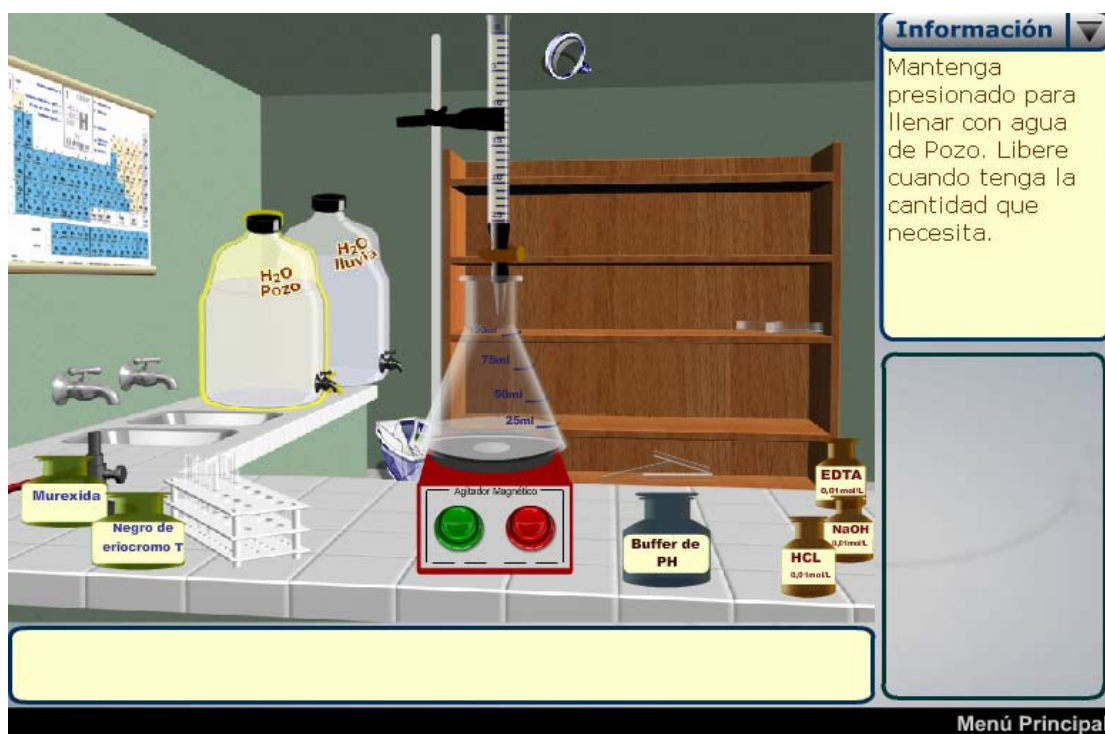 Información
Mantenga
presionado para
llenar con agua
de Pozo. Libere
cuando tenga la
cantidad que
necesita.
H
H₂O
lluvia
H₂O
Pozo
100ml
75ml
50ml
25ml
Murexida
Negro de
eriocromo T
Agitador Magnético
Buffer de
PH
EDTA
0,01mol/L
NaOH
0,01mol/L
HCL
0,01mol/L
Menú Principal